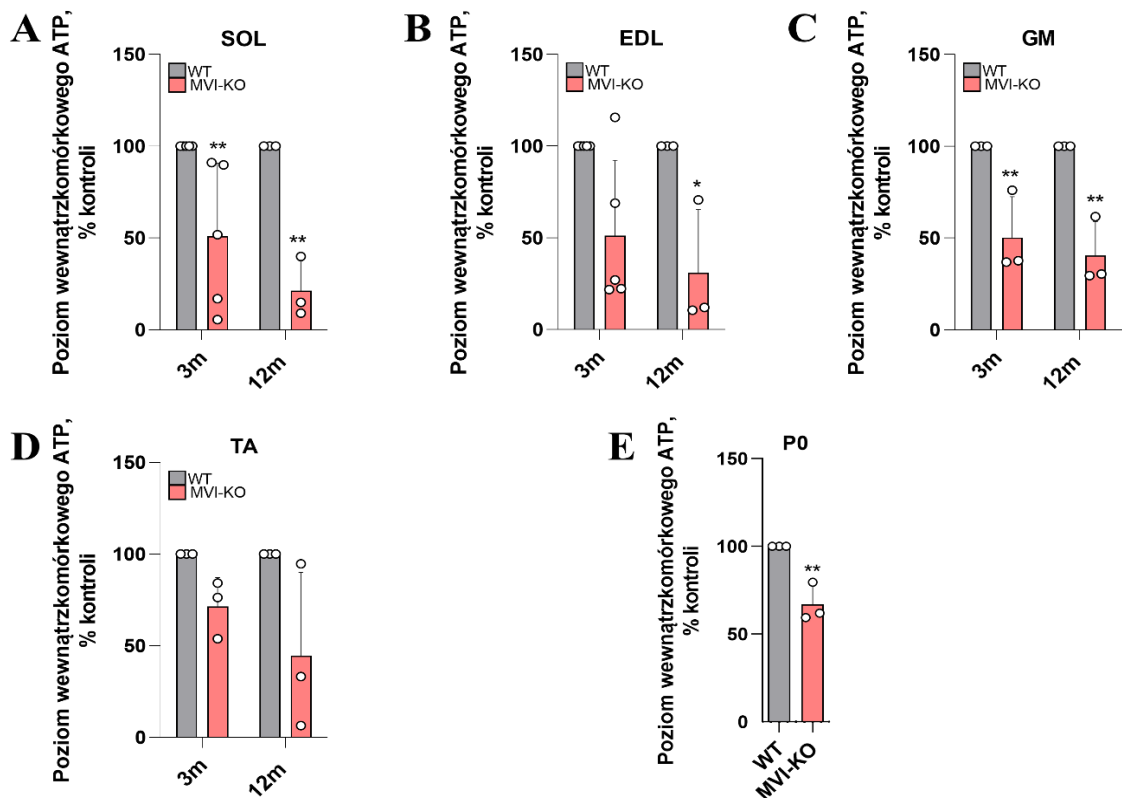 A
SOL
Poziom wewnątrzkomórkowego ATP,
% kontroli
150
100
50
0
WT
MVI-KO
**
**
3m
12m
B
EDL
Poziom wewnątrzkomórkowego ATP,
% kontroli
150
100
50
0
WT
MVI-KO
*
3m
12m
C
GM
Poziom wewnątrzkomórkowego ATP,
% kontroli
150
100
50
0
WT
MVI-KO
**
**
3m
12m
D
TA
Poziom wewnątrzkomórkowego ATP,
% kontroli
150
100
50
0
WT
MVI-KO
3m
12m
E
P0
Poziom wewnątrzkomórkowego ATP,
% kontroli
150
100
50
0
**
WT
MVI-KO